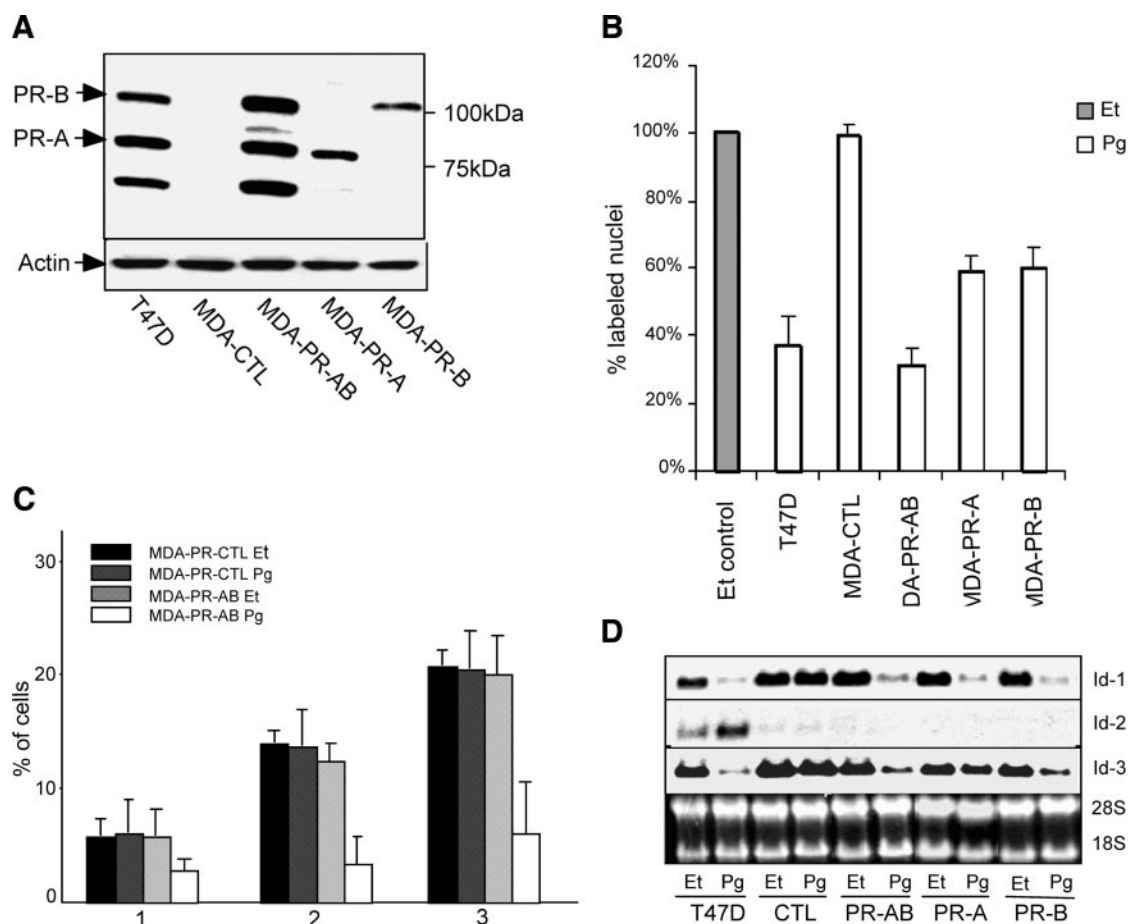 A
PR-B
PR-A
100kDa
75kDa
Actin
T47D
MDA-CTL
MDA-PR-AB
MDA-PR-A
MDA-PR-B
B
120%
100%
80%
60%
40%
20%
0%
% labeled nuclei
Et
Pg
Et control
T47D
MDA-CTL
DA-PR-AB
MDA-PR-A
MDA-PR-B
C
30
20
10
0
% of cells
MDA-PR-CTL Et
MDA-PR-CTL Pg
MDA-PR-AB Et
MDA-PR-AB Pg
1 2 3
D
Id-1
Id-2
Id-3
28S
18S
Et Pg Et Pg Et Pg Et Pg Et Pg
T47D CTL PR-AB PR-A PR-B